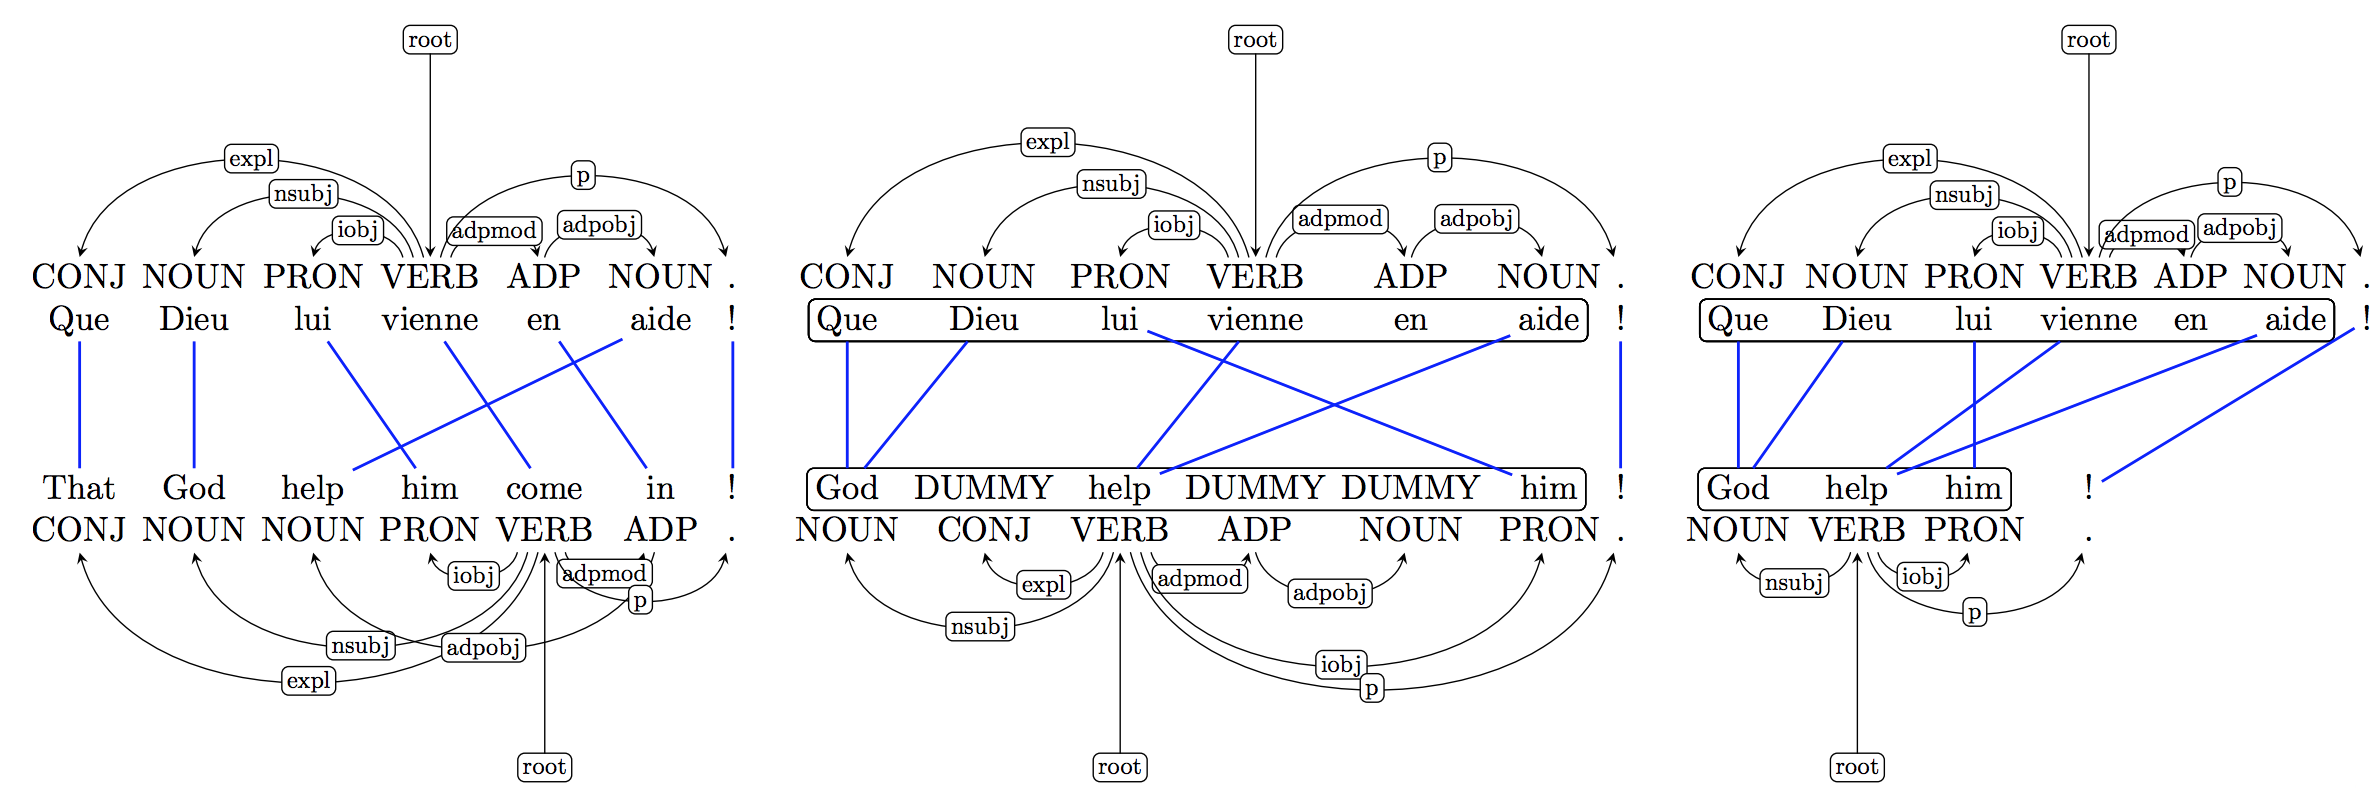 root
expl
p
nsubj
iobj
adpmod
adpobj
CONJ NOUN PRON VERB ADP NOUN .
Que Dieu lui vienne en aide !
That God help him come in !
CONJ NOUN NOUN PRON VERB ADP .
iobj
adpmod
p
nsubj
adpobj
expl
root
root
expl
p
nsubj
iobj
adpmod
adpobj
CONJ NOUN PRON VERB ADP NOUN .
Que Dieu lui vienne en aide !
God DUMMY help DUMMY DUMMY him !
NOUN CONJ VERB ADP NOUN PRON .
expl
adpmod
adpobj
nsubj
iobj
p
root
root
expl
p
nsubj
iobj
adpmod
adpobj
CONJ NOUN PRON VERB ADP NOUN .
Que Dieu lui vienne en aide !
God help him !
NOUN VERB PRON .
nsubj
iobj
p
root